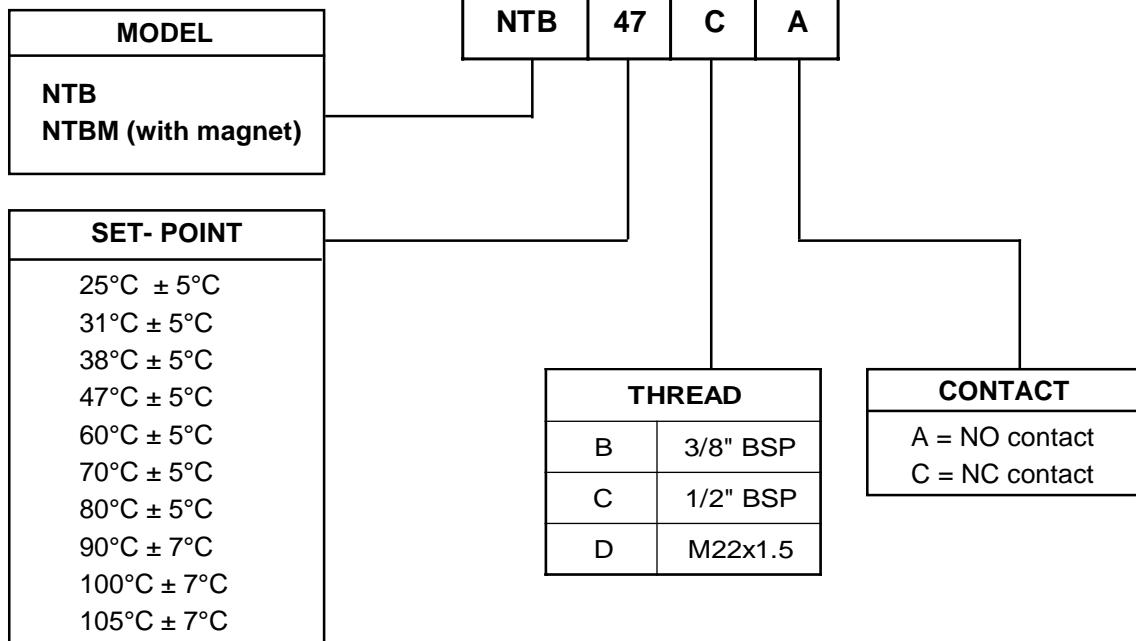 NTB 47 C A
MODEL
NTB
NTBM (with magnet)
SET- POINT
25°C ± 5°C
31°C ± 5°C
38°C ± 5°C
47°C ± 5°C
60°C ± 5°C
70°C ± 5°C
80°C ± 5°C
90°C ± 7°C
100°C ± 7°C
105°C ± 7°C
THREAD
B 3/8" BSP
C 1/2" BSP
D M22x1.5
CONTACT
A = NO contact
C = NC contact